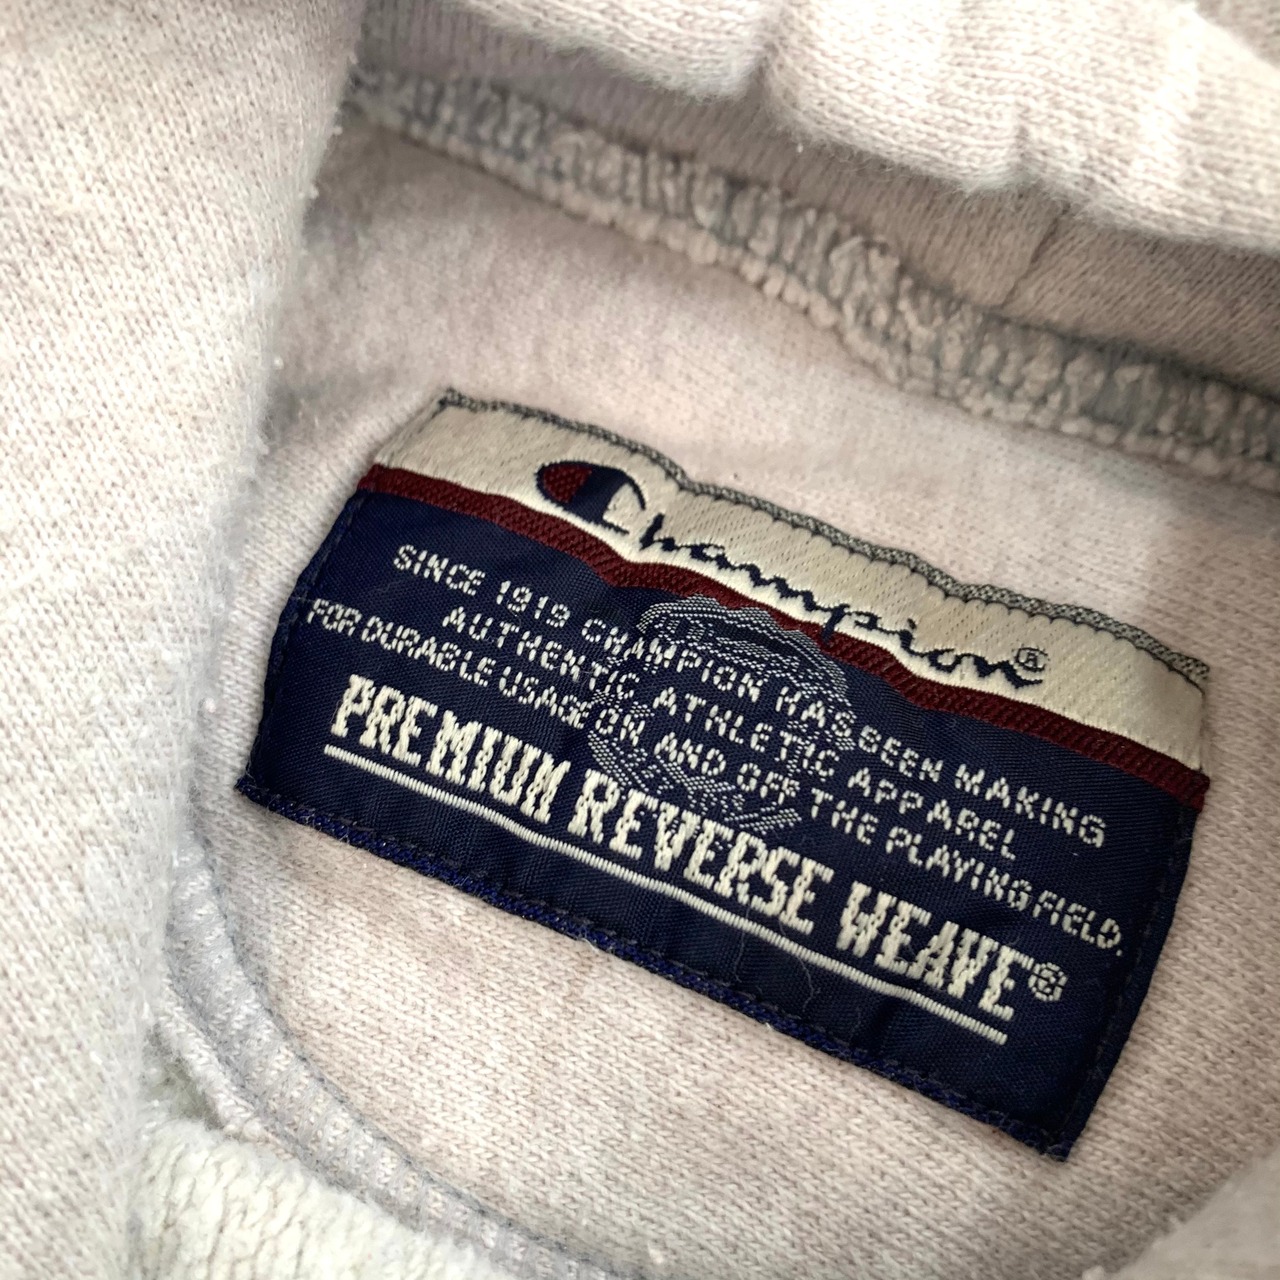 Champion®
SINCE 1919 CHAMPION HAS BEEN MAKING
AUTHENTIC ATHLETIC APPAREL
FOR DURABLE USAGE ON AND OFF THE PLAYING FIELD.
PREMIUM REVERSE WEAVE®